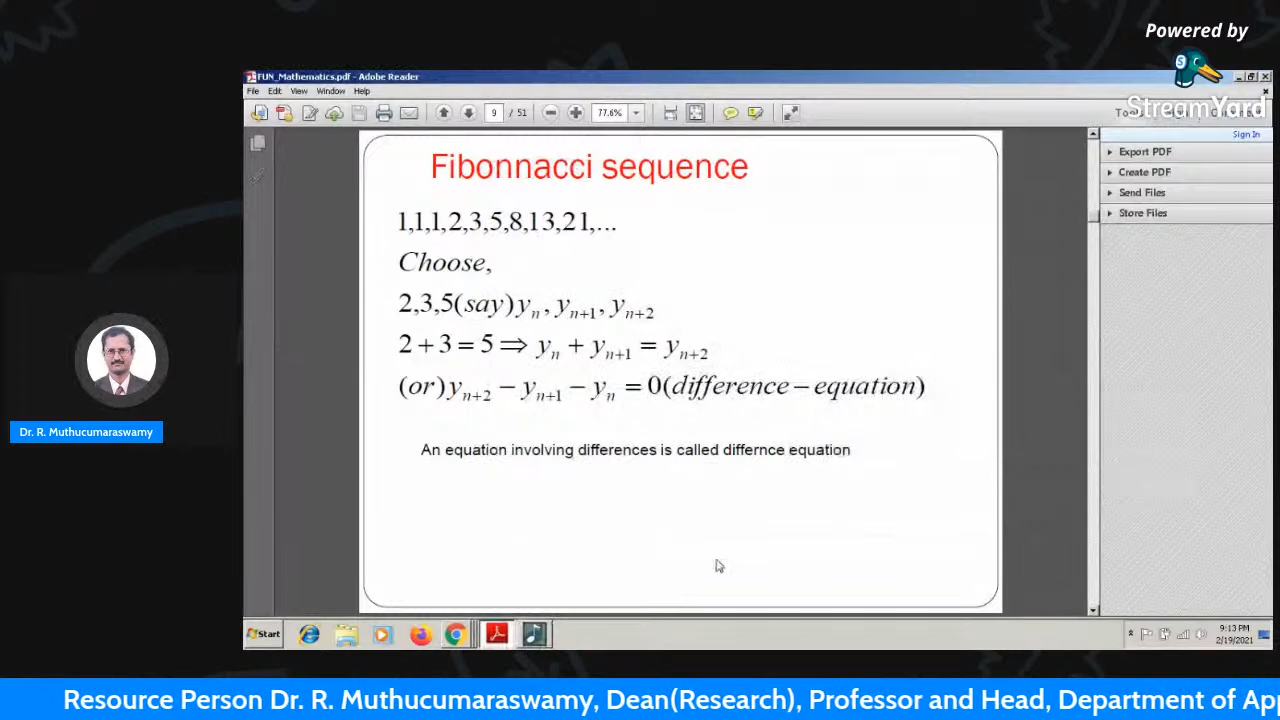 Powered by
StreamYard
FUN_Mathematics.pdf - Adobe Reader
File Edit View Window Help
9 / 51 77.6%
Sign In
Export PDF
Create PDF
Send Files
Store Files
Fibonnacci sequence
1,1,1,2,3,5,8,13,21,...
Choose,
2,3,5(say)yₙ, yₙ₊₁, yₙ₊₂
2 + 3 = 5 ⇒ yₙ + yₙ₊₁ = yₙ₊₂
(or)yₙ₊₂ − yₙ₊₁ − yₙ = 0(difference − equation)
An equation involving differences is called differnce equation
Dr. R. Muthucumaraswamy
Start
9:13 PM
2/19/2021
Resource Person Dr. R. Muthucumaraswamy, Dean(Research), Professor and Head, Department of Ap